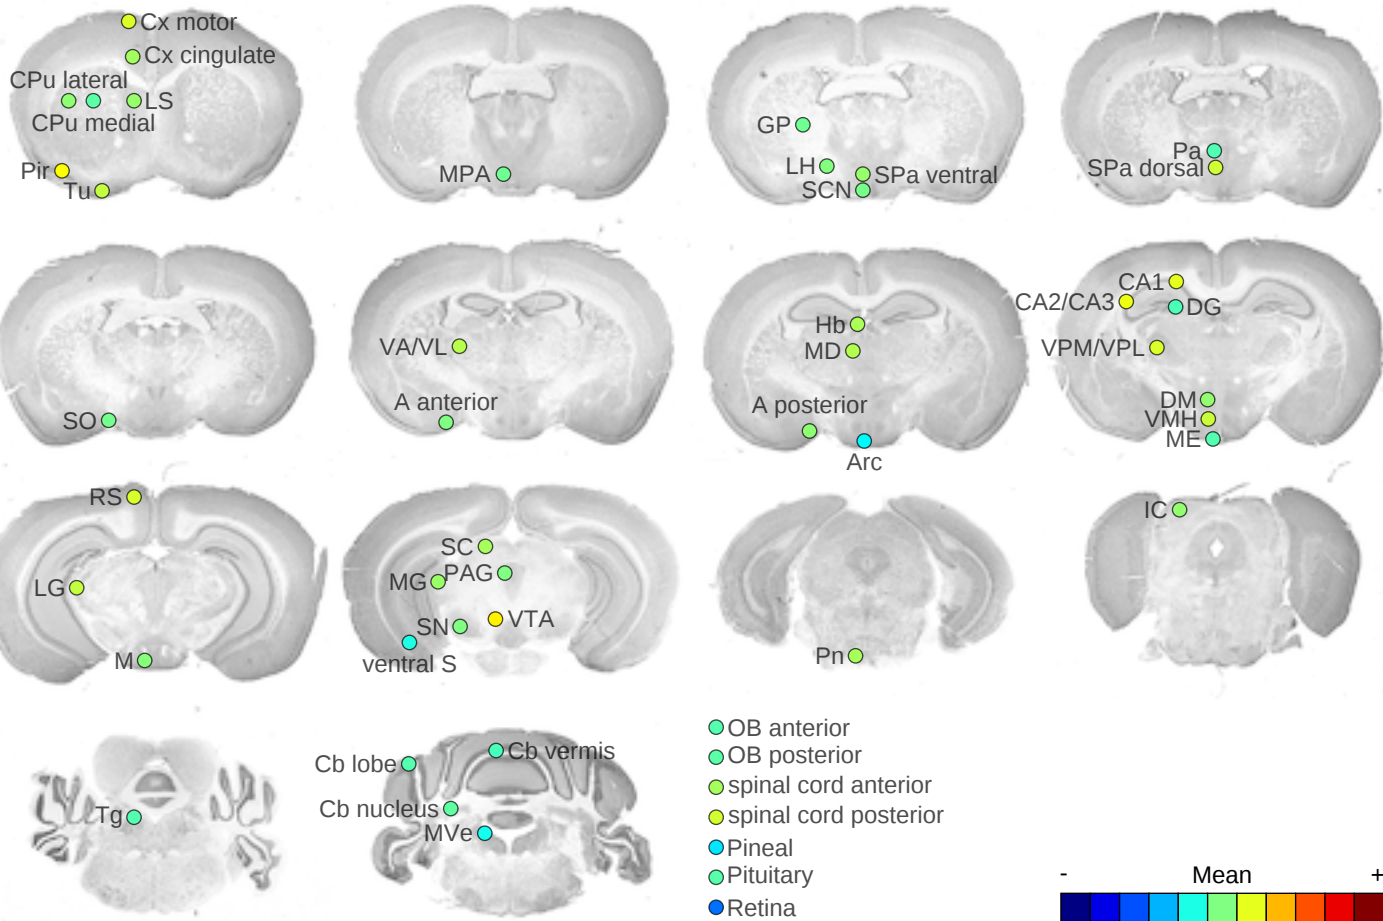 Cx motor
Cx cingulate
CPu lateral
LS
CPu medial
Pir
Tu
MPA
GP
LH
SPa ventral
SCN
Pa
SPa dorsal
SO
VA/VL
A anterior
Hb
MD
A posterior
Arc
CA1
CA2/CA3
DG
VPM/VPL
DM
VMH
ME
RS
LG
M
SC
PAG
MG
VTA
SN
ventral S
Pn
IC
Tg
Cb vermis
Cb lobe
Cb nucleus
MVe
OB anterior
OB posterior
spinal cord anterior
spinal cord posterior
Pineal
Pituitary
Retina
- Mean +